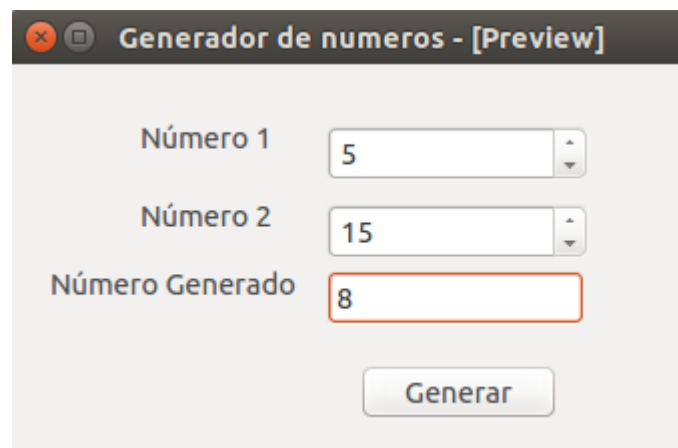 Generador de numeros - [Preview]
Número 1 5
Número 2 15
Número Generado 8
Generar